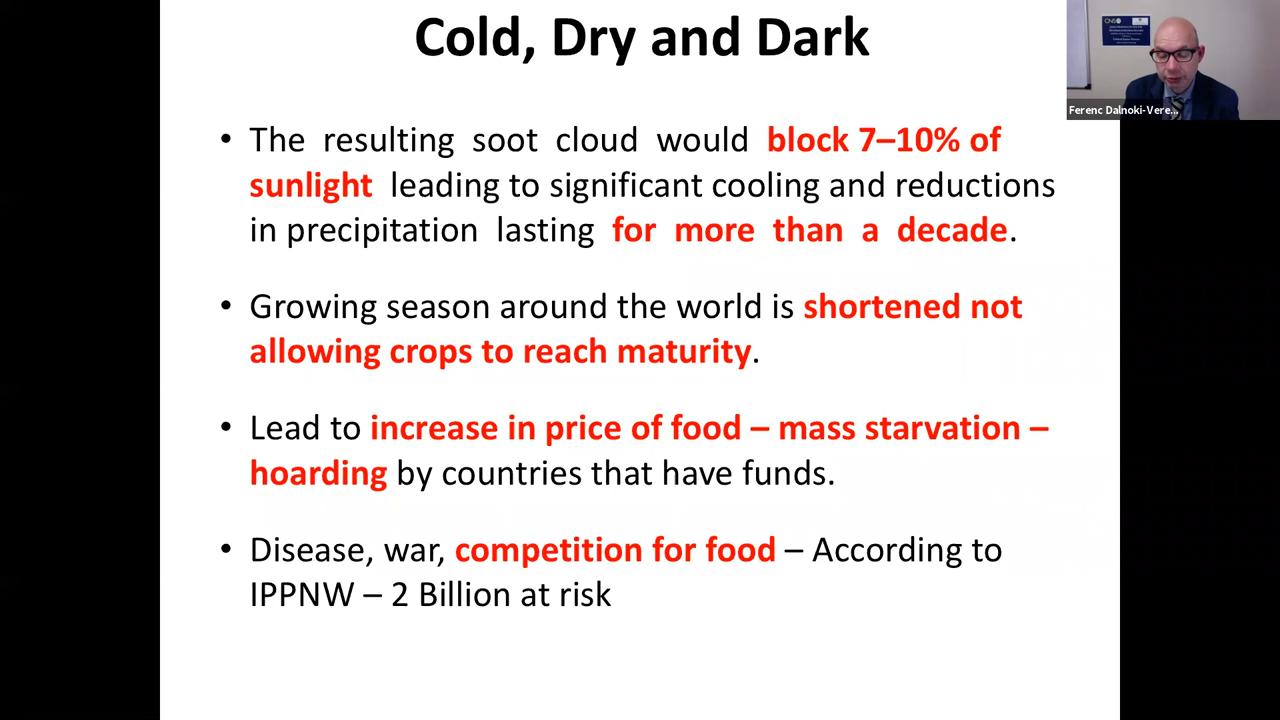 Cold, Dry and Dark
• The resulting soot cloud would block 7–10% of
sunlight leading to significant cooling and reductions
in precipitation lasting for more than a decade.
• Growing season around the world is shortened not
allowing crops to reach maturity.
• Lead to increase in price of food – mass starvation –
hoarding by countries that have funds.
• Disease, war, competition for food – According to
IPPNW – 2 Billion at risk
Ferenc Dalnoki-Vere...